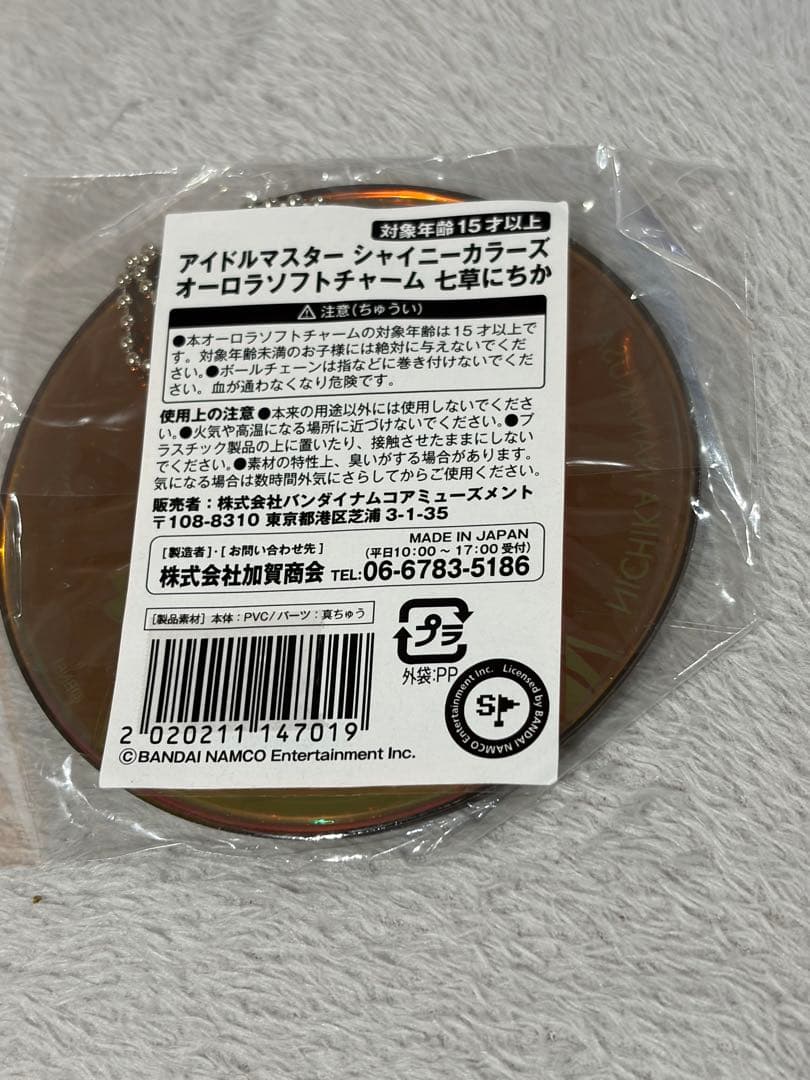 対象年齢15才以上
アイドルマスター シャイニーカラーズ
オーロラソフトチャーム 七草にちか
⚠ 注意(ちゅうい)
●本オーロラソフトチャームの対象年齢は15才以上で
す。対象年齢未満のお子様には絶対に与えないでくだ
さい。●ボールチェーンは指などに巻き付けないでくだ
さい。血が通わなくなり危険です。
使用上の注意 ●本来の用途以外には使用しないでくださ
い。●火気や高温になる場所に近づけないでください。●プ
ラスチック製品の上に置いたり、接触させたままにしない
でください。●素材の特性上、臭いがする場合があります。
気になる場合は数時間外気にさらしてからご使用ください。
販売者:株式会社バンダイナムコアミューズメント
〒108-8310 東京都港区芝浦 3-1-35
MADE IN JAPAN
[製造者]・[お問い合わせ先] (平日10:00～17:00 受付)
株式会社加賀商会 TEL:06-6783-5186
[製品素材] 本体:PVC/パーツ:真ちゅう
プラ
外袋:PP
2 020211 147019
©BANDAI NAMCO Entertainment Inc.
Licensed by BANDAI NAMCO Entertainment Inc.
NICHIKA